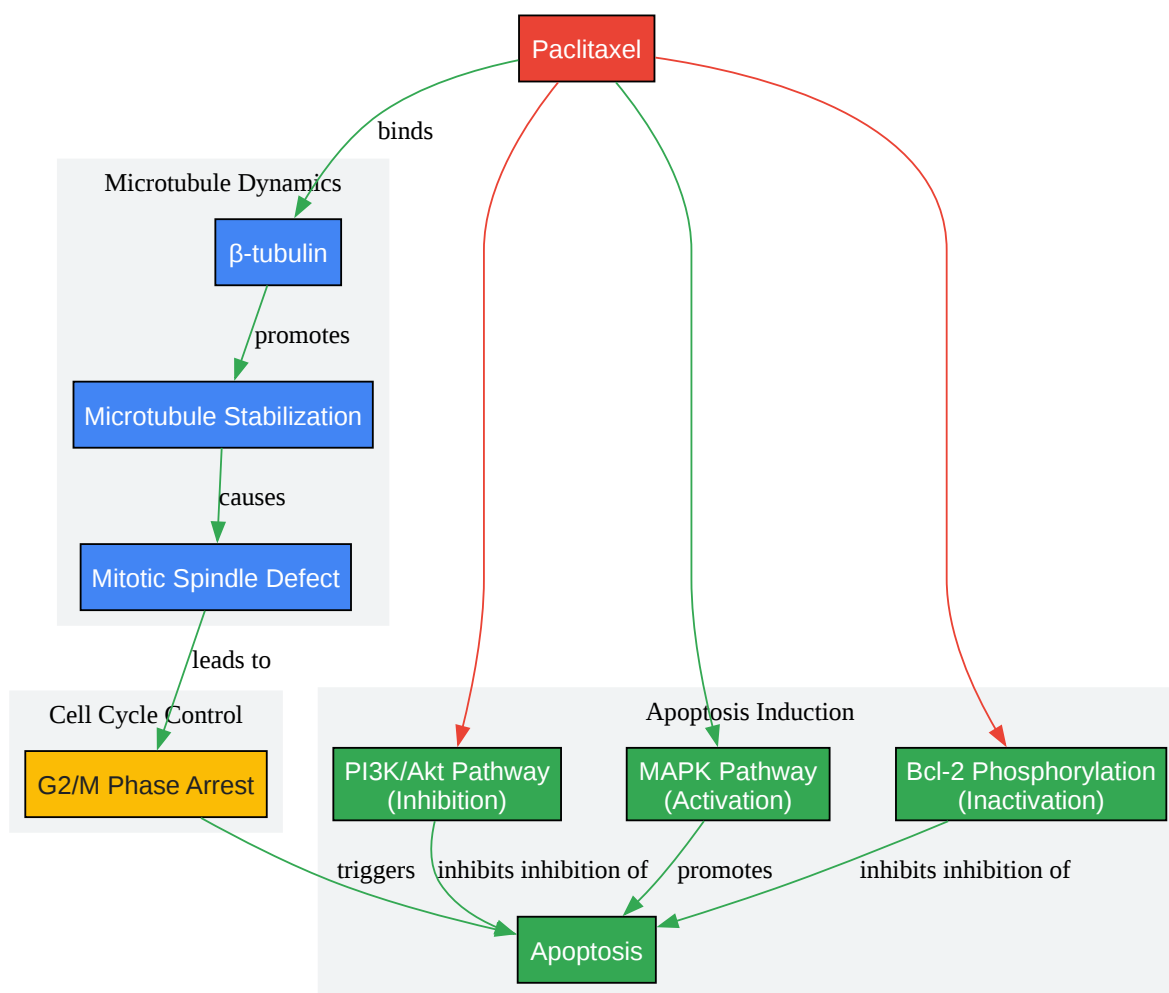 Paclitaxel
binds
Microtubule Dynamics
β-tubulin
promotes
Microtubule Stabilization
causes
Mitotic Spindle Defect
leads to
Cell Cycle Control
Apoptosis Induction
G2/M Phase Arrest
PI3K/Akt Pathway
(Inhibition)
MAPK Pathway
(Activation)
Bcl-2 Phosphorylation
(Inactivation)
triggers
inhibits inhibition of
promotes
inhibits inhibition of
Apoptosis